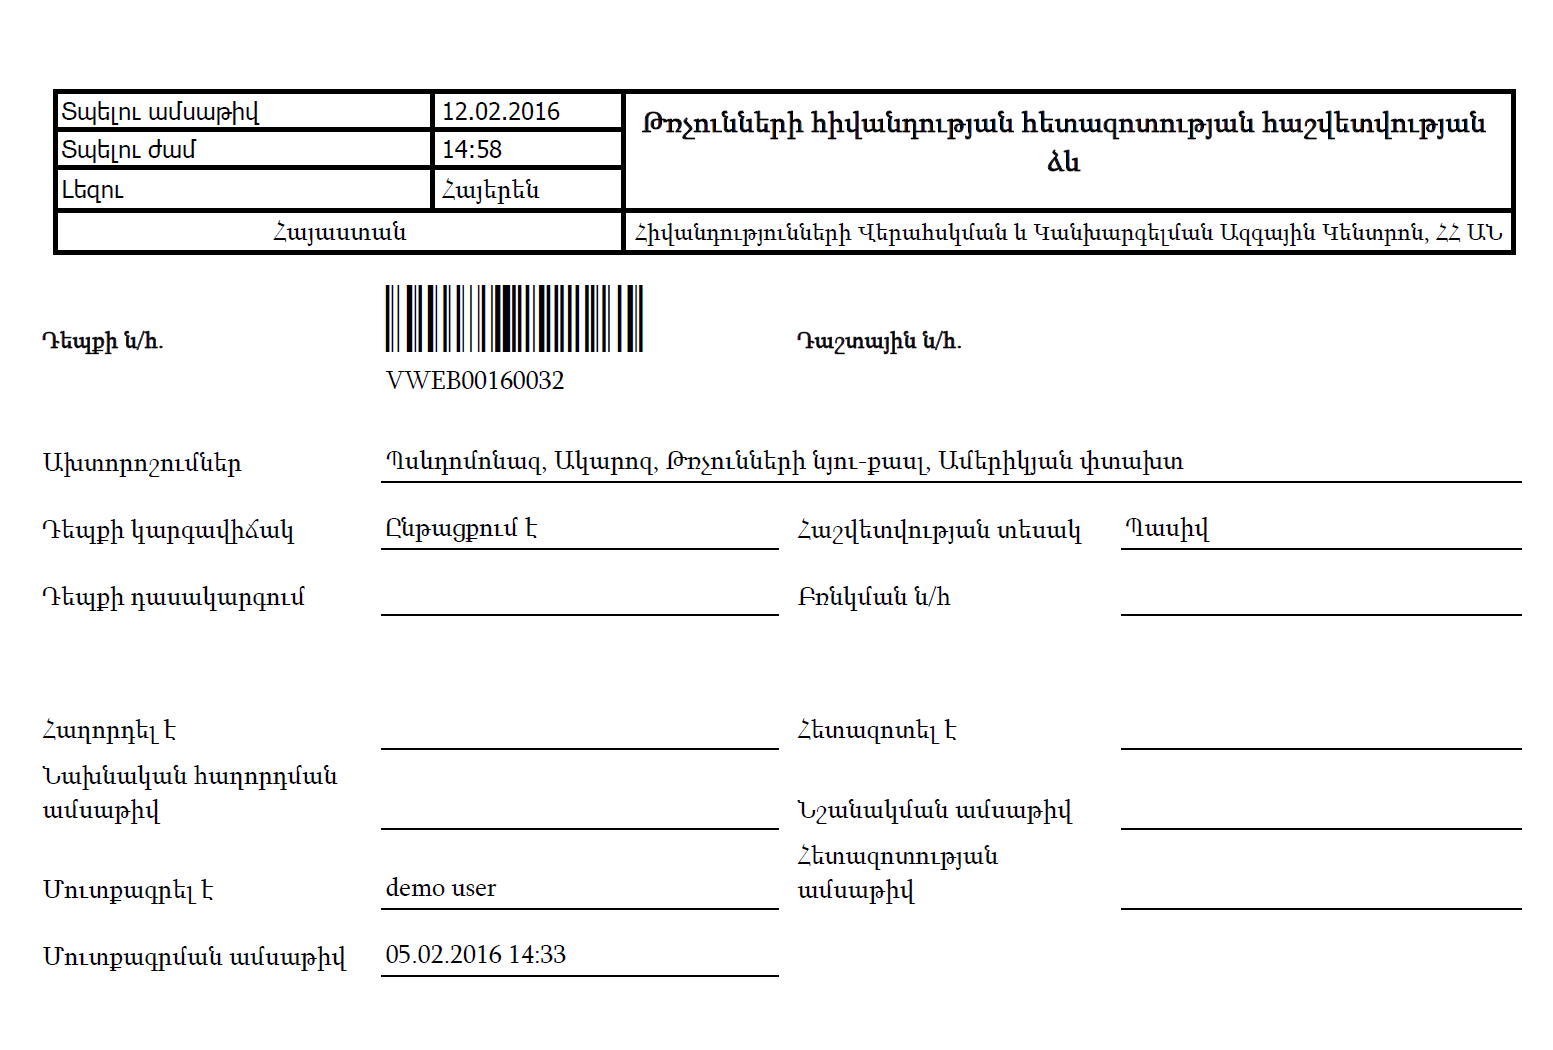 Տպելու ամսաթիվ 12.02.2016
Թռչունների հիվանդության հետազոտության հաշվետվության
ձև
Տպելու ժամ 14:58
Լեզու Հայերեն
Հայաստան Հիվանդությունների Վերահսկման և Կանխարգելման Ազգային Կենտրոն, ՀՀ ԱՆ
Դեպքի ն/հ. Դաշտային ն/հ.
VWEB00160032
Ախտորոշումներ Պսևդոմոնազ, Ակարոզ, Թռչունների նյու-քասլ, Ամերիկյան փտախտ
Դեպքի կարգավիճակ Ընթացքում է Հաշվետվության տեսակ Պասիվ
Դեպքի դասակարգում Բռնկման ն/հ
Հաղորդել է Հետազոտել է
Նախնական հաղորդման
ամսաթիվ Նշանակման ամսաթիվ
Հետազոտության
ամսաթիվ
Մուտքագրել է demo user
Մուտքագրման ամսաթիվ 05.02.2016 14:33